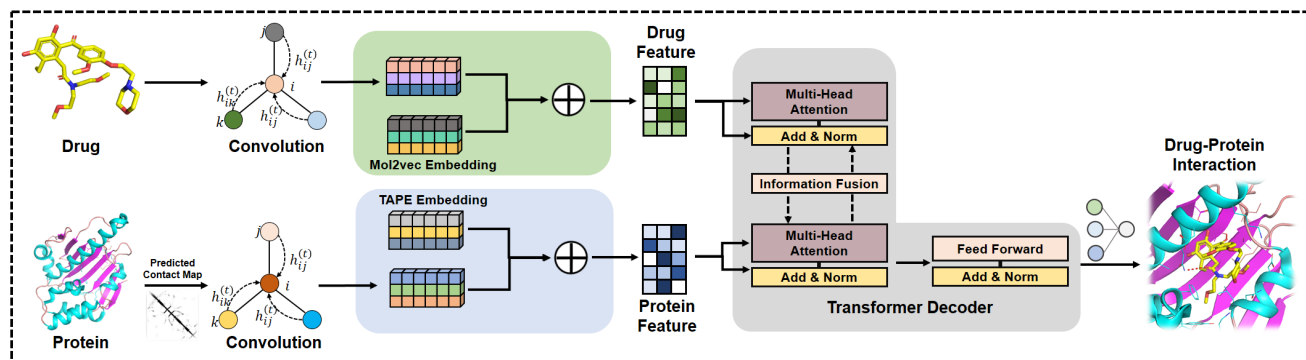 Drug
j
h_{ij}^{(t)}
i
h_{ik}^{(t)}
h_{ij}^{(t)}
k
Convolution
Mol2vec Embedding
Drug
Feature
Multi-Head
Attention
Add & Norm
Information Fusion
Protein
Predicted
Contact Map
j
h_{ij}^{(t)}
i
h_{ik}^{(t)}
h_{ij}^{(t)}
k
Convolution
TAPE Embedding
Protein
Feature
Multi-Head
Attention
Add & Norm
Feed Forward
Add & Norm
Transformer Decoder
Drug-Protein
Interaction